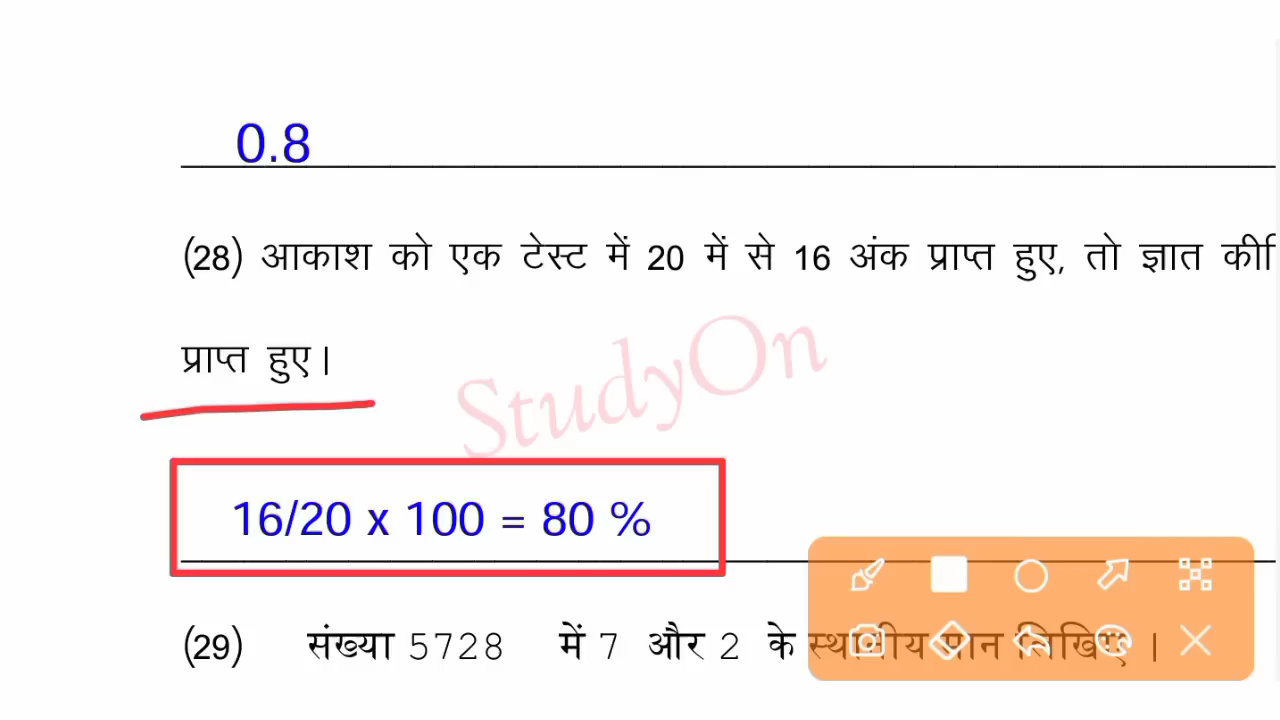 0.8
(28) आकाश को एक टेस्ट में 20 में से 16 अंक प्राप्त हुए, तो ज्ञात
प्राप्त हुए।
StudyOn
16/20 x 100 = 80 %
(29) संख्या 5728 में 7 और 2 के स्थानीय मान लिखिए ।